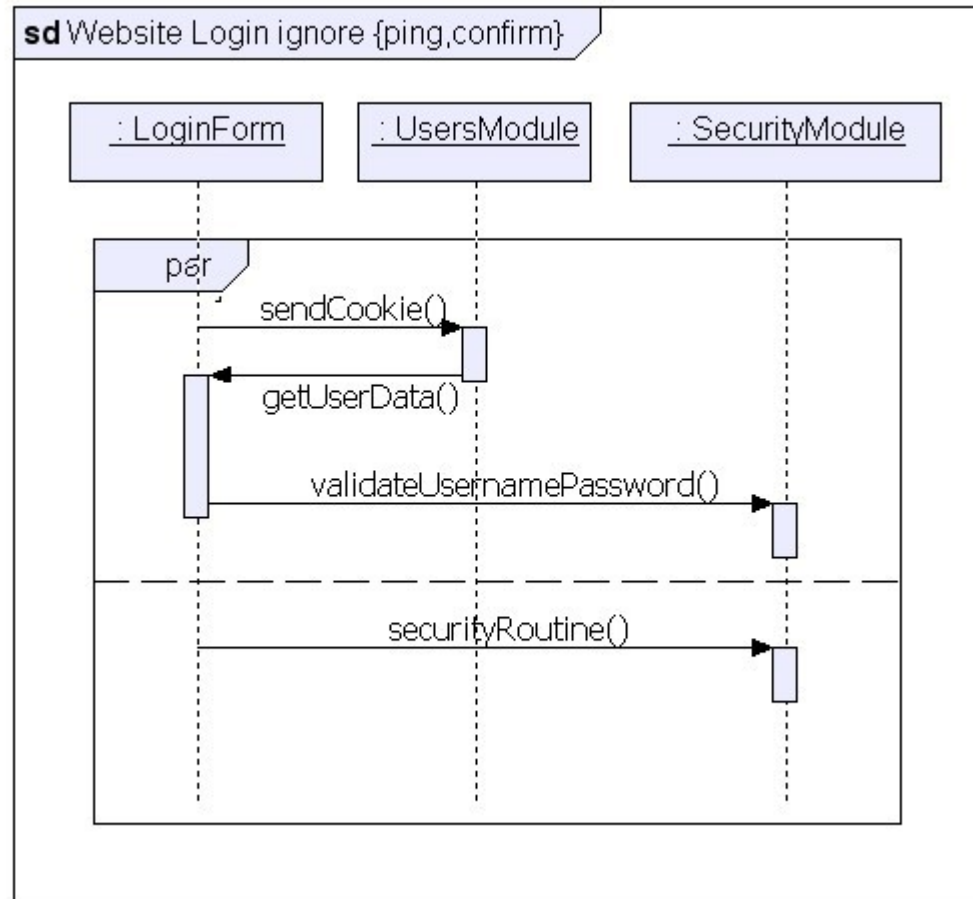 sd Website Login ignore {ping,confirm}
: LoginForm
: UsersModule
: SecurityModule
par
sendCookie()
getUserData()
validateUsernamePassword()
securityRoutine()